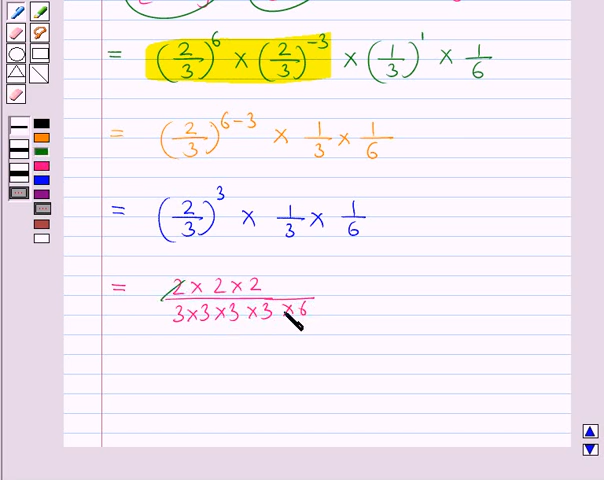 = (2/3)^6 × (2/3)^-3 × (1/3)^1 × 1/6
= (2/3)^6-3 × 1/3 × 1/6
= (2/3)^3 × 1/3 × 1/6
= 2 × 2 × 2 / 3 × 3 × 3 × 3 × 6